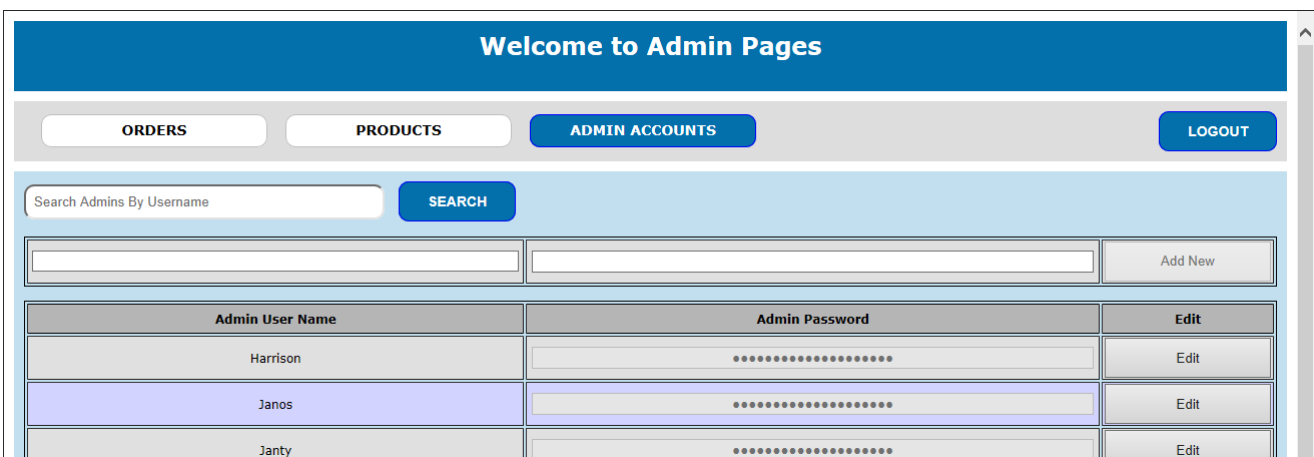 Welcome to Admin Pages
ORDERS PRODUCTS ADMIN ACCOUNTS LOGOUT
Search Admins By Username SEARCH
Add New
Admin User Name Admin Password Edit
Harrison •••••••••••••••••••• Edit
Janos •••••••••••••••••••• Edit
Janty •••••••••••••••••••• Edit